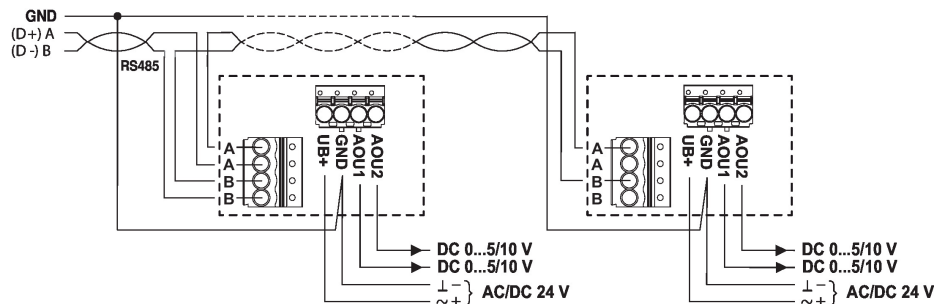 GND
(D+) A
(D -) B
RS485
A
A
B
B
UB+
GND
AOU1
AOU2
DC 0...5/10 V
DC 0...5/10 V
⊥ −
~ + } AC/DC 24 V
A
A
B
B
UB+
GND
AOU1
AOU2
DC 0...5/10 V
DC 0...5/10 V
⊥ −
~ + } AC/DC 24 V